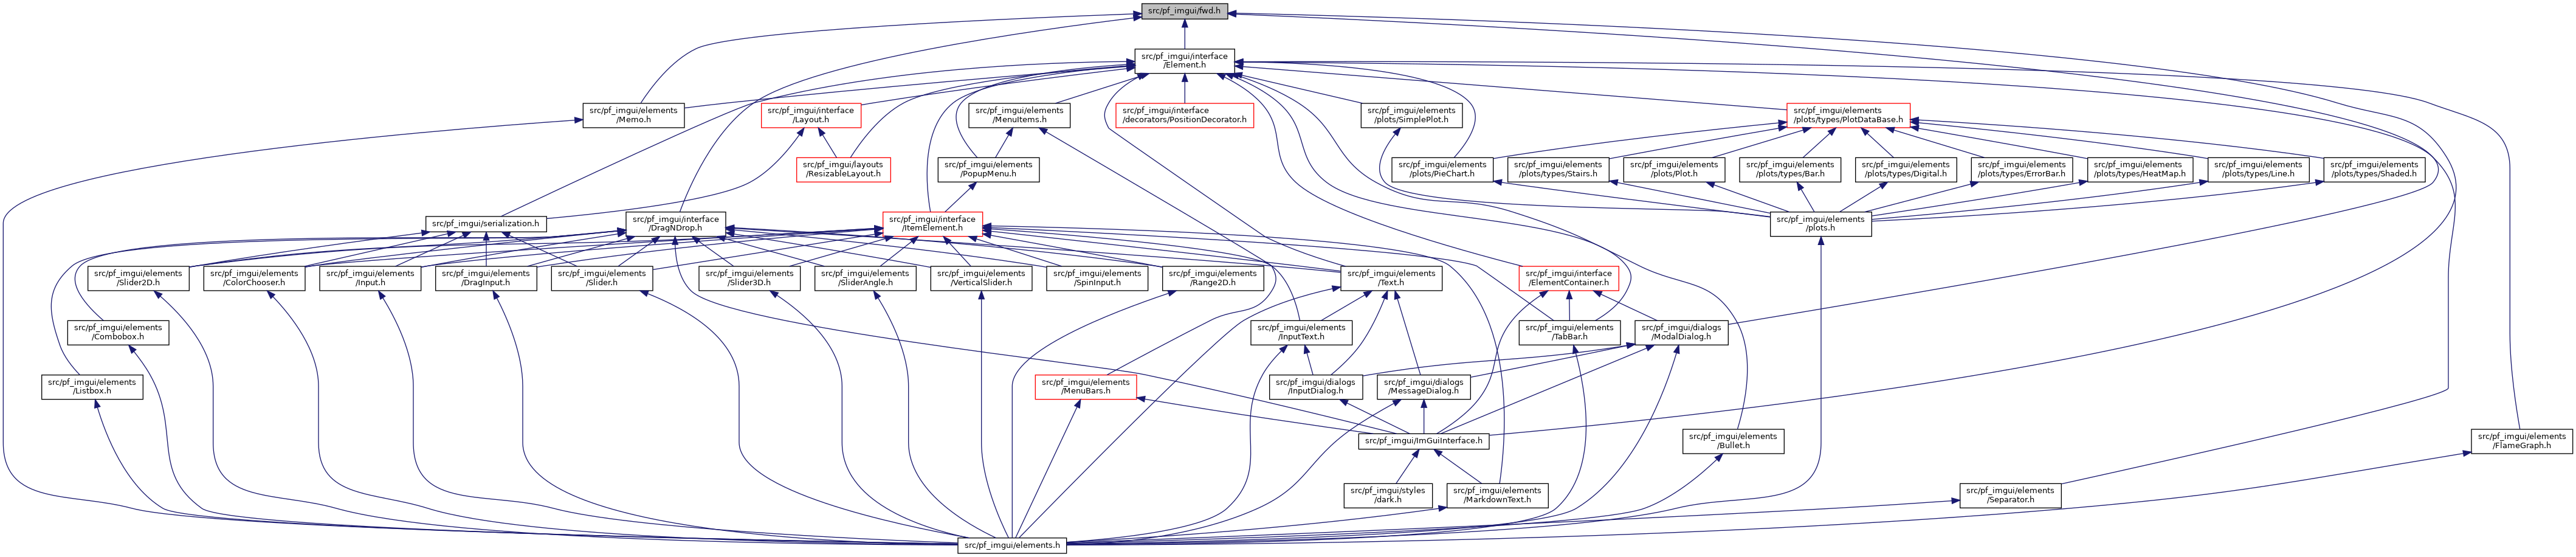 src/pf_imgui/fwd.h
src/pf_imgui/interface
/Element.h
src/pf_imgui/elements
/Memo.h
src/pf_imgui/interface
/Layout.h
src/pf_imgui/elements
/MenuItems.h
src/pf_imgui/interface
/decorators/PositionDecorator.h
src/pf_imgui/elements
/plots/SimplePlot.h
src/pf_imgui/elements
/plots/types/PlotDataBase.h
src/pf_imgui/layouts
/ResizableLayout.h
src/pf_imgui/elements
/PopupMenu.h
src/pf_imgui/elements
/plots/PieChart.h
src/pf_imgui/elements
/plots/types/Stairs.h
src/pf_imgui/elements
/plots/Plot.h
src/pf_imgui/elements
/plots/types/Bar.h
src/pf_imgui/elements
/plots/types/Digital.h
src/pf_imgui/elements
/plots/types/ErrorBar.h
src/pf_imgui/elements
/plots/types/HeatMap.h
src/pf_imgui/elements
/plots/types/Line.h
src/pf_imgui/elements
/plots/types/Shaded.h
src/pf_imgui/serialization.h
src/pf_imgui/interface
/DragNDrop.h
src/pf_imgui/interface
/ItemElement.h
src/pf_imgui/elements
/plots.h
src/pf_imgui/elements
/Slider2D.h
src/pf_imgui/elements
/ColorChooser.h
src/pf_imgui/elements
/Input.h
src/pf_imgui/elements
/DragInput.h
src/pf_imgui/elements
/Slider.h
src/pf_imgui/elements
/Slider3D.h
src/pf_imgui/elements
/SliderAngle.h
src/pf_imgui/elements
/VerticalSlider.h
src/pf_imgui/elements
/SpinInput.h
src/pf_imgui/elements
/Range2D.h
src/pf_imgui/elements
/Text.h
src/pf_imgui/interface
/ElementContainer.h
src/pf_imgui/elements
/Combobox.h
src/pf_imgui/elements
/InputText.h
src/pf_imgui/elements
/TabBar.h
src/pf_imgui/dialogs
/ModalDialog.h
src/pf_imgui/elements
/Listbox.h
src/pf_imgui/elements
/MenuBars.h
src/pf_imgui/dialogs
/InputDialog.h
src/pf_imgui/dialogs
/MessageDialog.h
src/pf_imgui/ImGuiInterface.h
src/pf_imgui/elements
/Bullet.h
src/pf_imgui/elements
/FlameGraph.h
src/pf_imgui/styles
/dark.h
src/pf_imgui/elements
/MarkdownText.h
src/pf_imgui/elements
/Separator.h
src/pf_imgui/elements.h